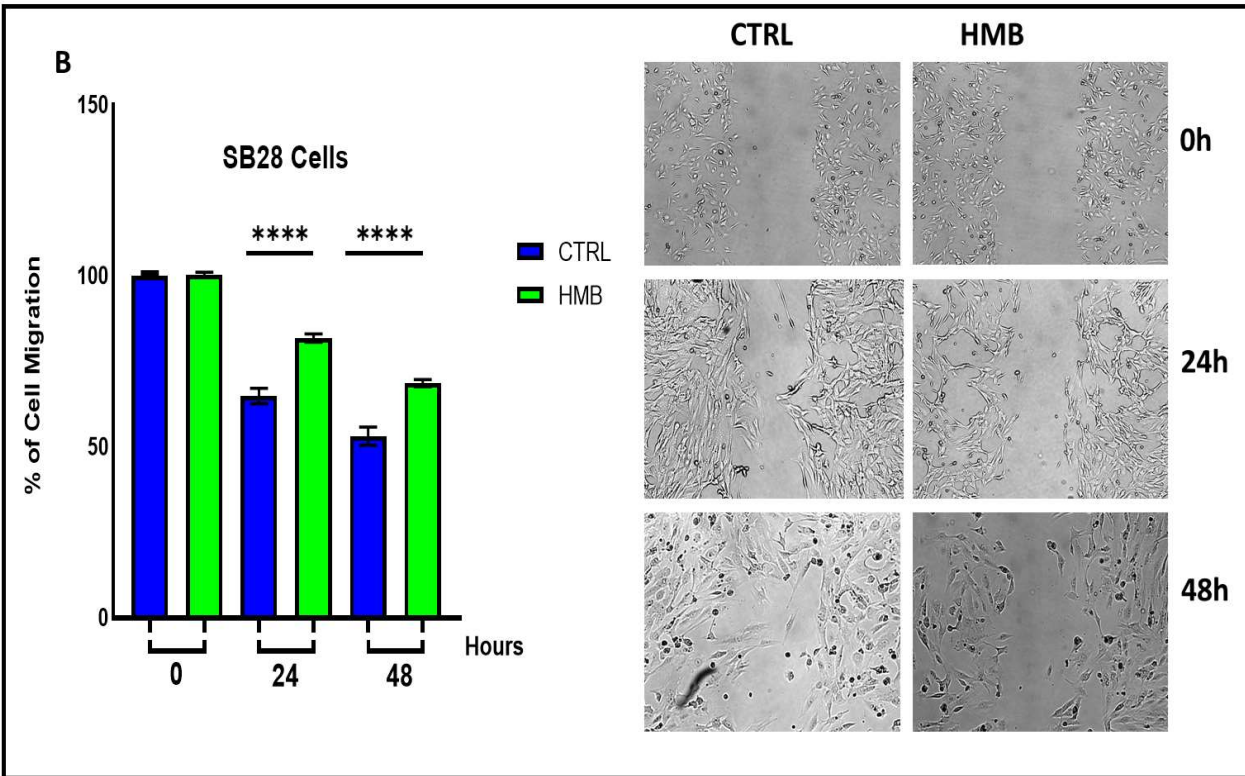 B
SB28 Cells
150
100
50
0
% of Cell Migration
**** ****
CTRL
HMB
0 24 48
Hours
CTRL HMB
0h
24h
48h